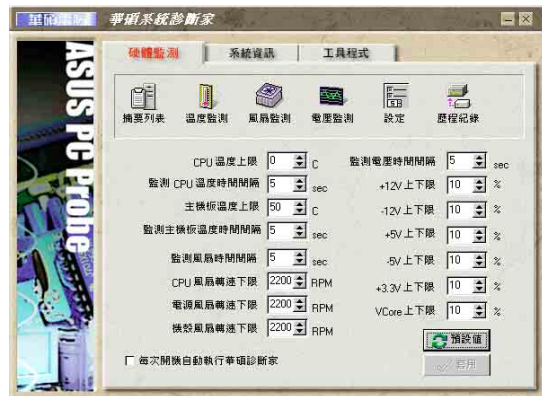 華碩系統診斷家
ASUS PC Probe
硬體監測 系統資訊 工具程式
摘要列表 溫度監測 風扇監測 電壓監測 設定 歷程紀錄
CPU 溫度上限 0 C 監測電壓時間間隔 5 sec
監測 CPU 溫度時間間隔 5 sec +12V 上下限 10 %
主機板溫度上限 50 C -12V 上下限 10 %
監測主機板溫度時間間隔 5 sec +5V 上下限 10 %
監測風扇時間間隔 5 sec -5V 上下限 10 %
CPU 風扇轉速下限 2200 RPM +3.3V 上下限 10 %
電源風扇轉速下限 2200 RPM VCore 上下限 10 %
機殼風扇轉速下限 2200 RPM
預設值
每次開機自動執行華碩診斷家
套用